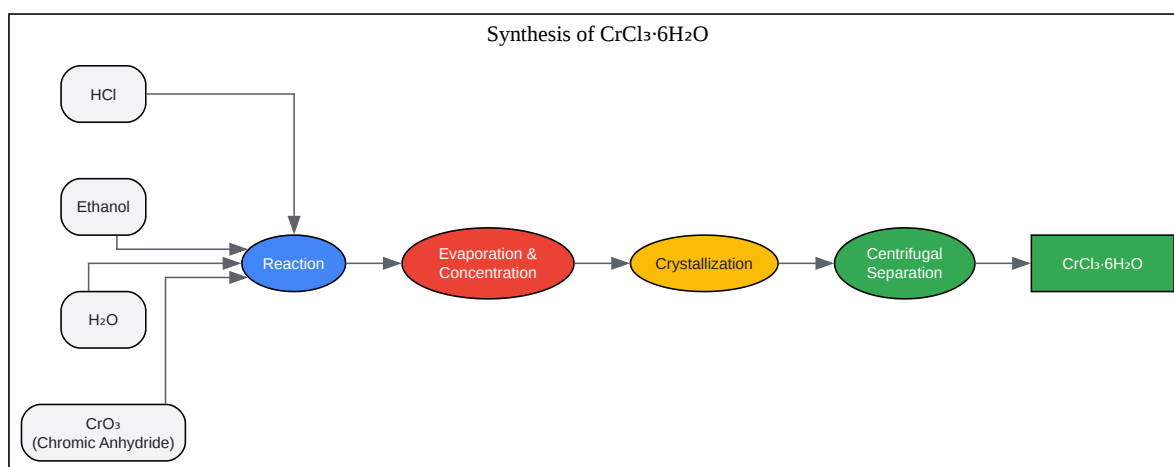 Synthesis of CrCl₃·6H₂O
HCl
Ethanol
H₂O
CrO₃
(Chromic Anhydride)
Reaction
Evaporation &
Concentration
Crystallization
Centrifugal
Separation
CrCl₃·6H₂O